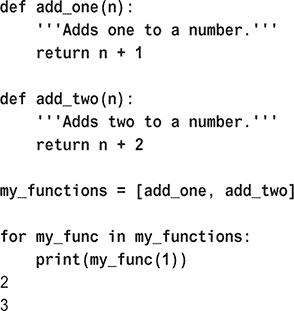 def add_one(n):
    '''Adds one to a number.'''
    return n + 1

def add_two(n):
    '''Adds two to a number.'''
    return n + 2

my_functions = [add_one, add_two]

for my_func in my_functions:
    print(my_func(1))
2
3